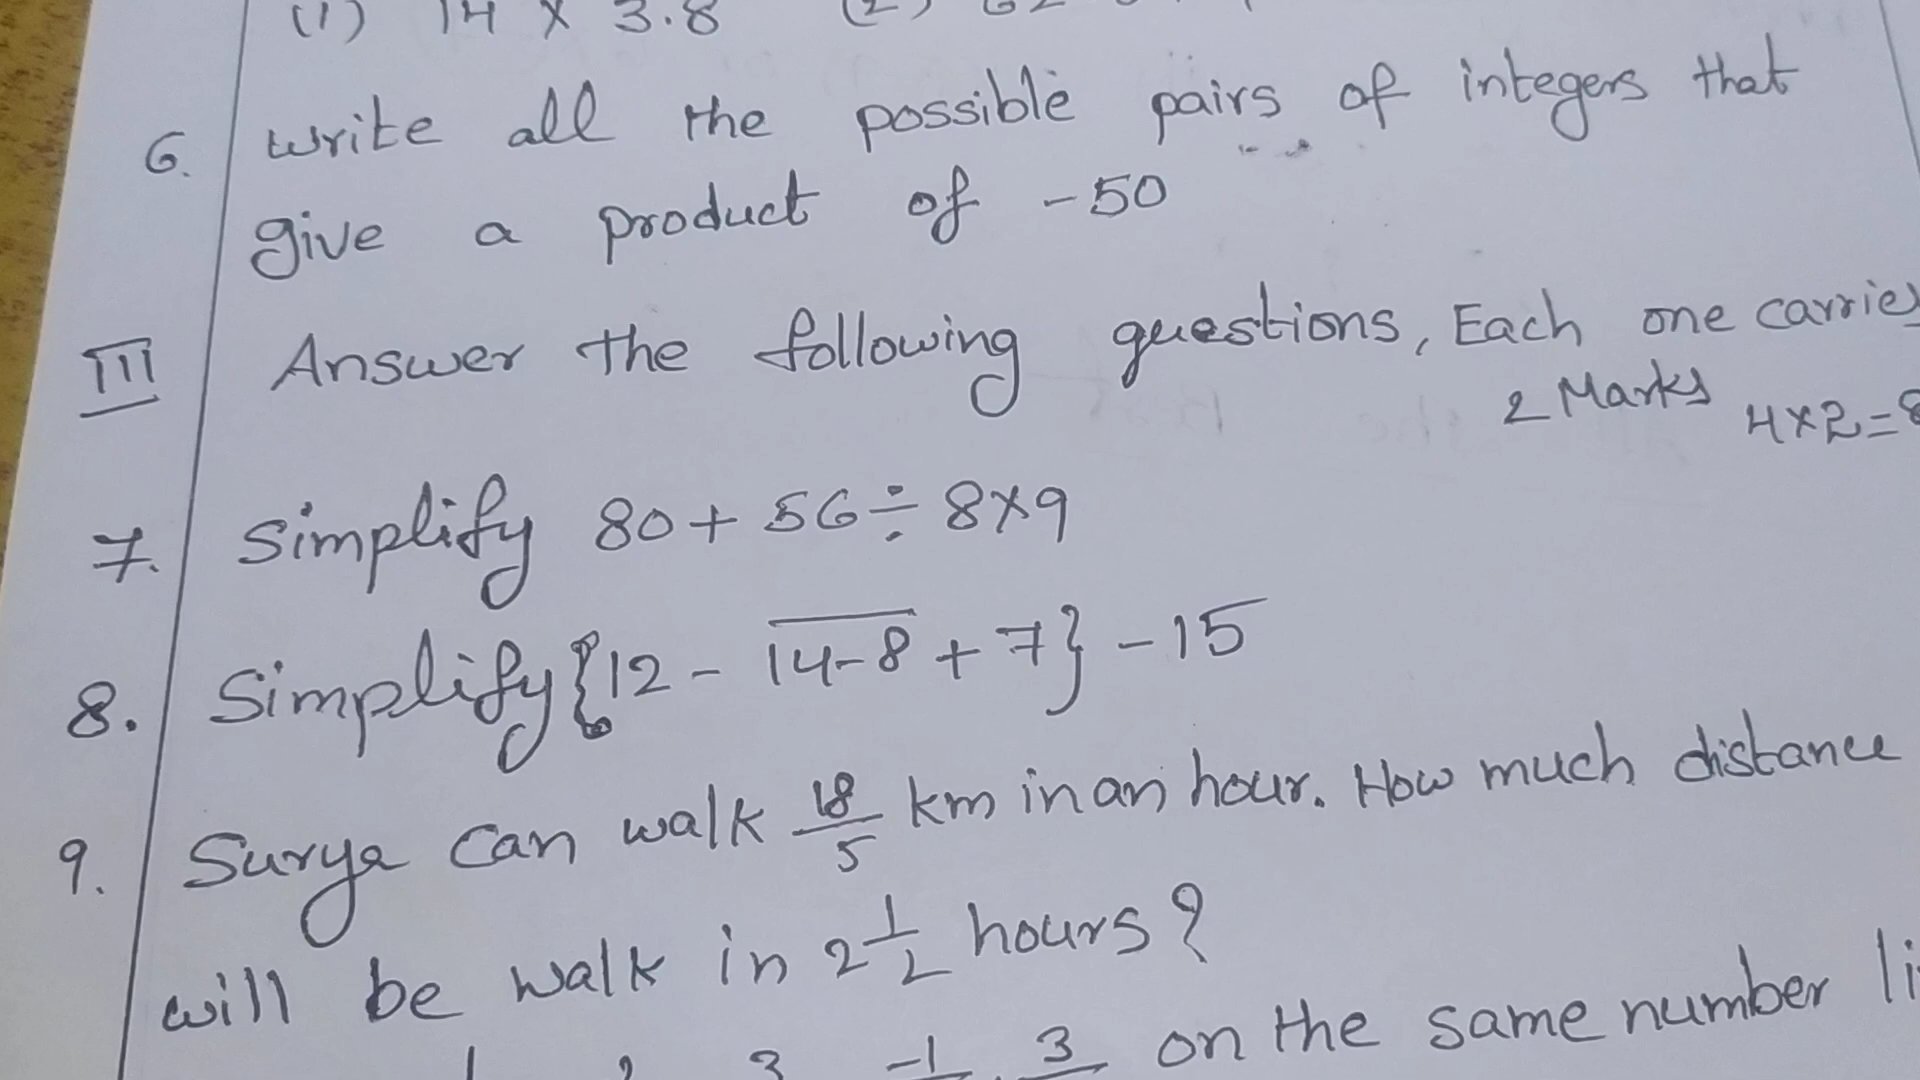 (1) 14 × 3.8 (2)
6. write all the possible pairs of integers that
give a product of -50
III Answer the following questions, Each one carries
2 Marks 4×2=8
7. Simplify 80+56÷8×9
8. Simplify {12 - \overline{14-8} + 7} - 15
9. Surya can walk 18/5 km in an hour. How much distance
will be walk in 2 1/2 hours?
on the same number